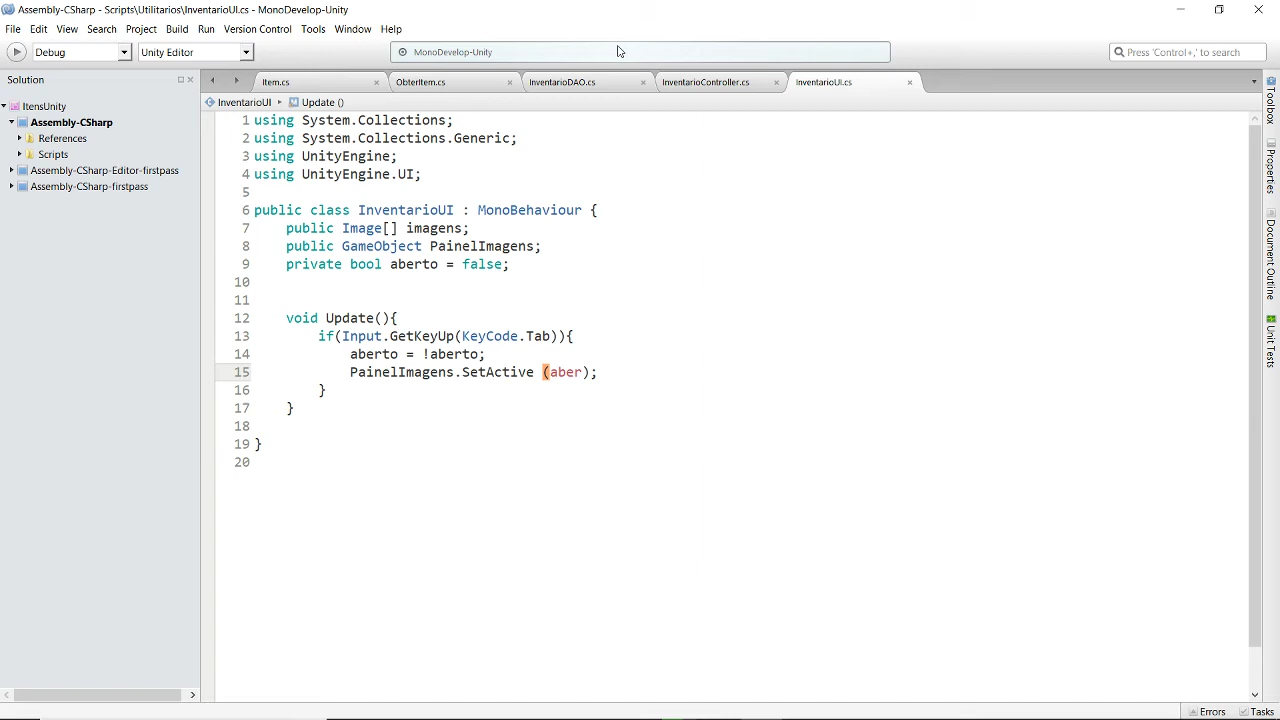 Assembly-CSharp - Scripts\Utilitarios\InventarioUI.cs - MonoDevelop-Unity
File Edit View Search Project Build Run Version Control Tools Window Help
Debug Unity Editor MonoDevelop-Unity Press 'Control+,' to search
Solution
Item.cs ObterItem.cs InventarioDAO.cs InventarioController.cs InventarioUI.cs
InventarioUI Update ()
ItensUnity
Assembly-CSharp
References
Scripts
Assembly-CSharp-Editor-firstpass
Assembly-CSharp-firstpass
1 using System.Collections;
2 using System.Collections.Generic;
3 using UnityEngine;
4 using UnityEngine.UI;
5
6 public class InventarioUI : MonoBehaviour {
7 public Image[] imagens;
8 public GameObject PainelImagens;
9 private bool aberto = false;
10
11
12 void Update(){
13 if(Input.GetKeyUp(KeyCode.Tab)){
14 aberto = !aberto;
15 PainelImagens.SetActive (aber);
16 }
17 }
18
19 }
20
Toolbox
Properties
Document Outline
Unit Tests
Errors Tasks